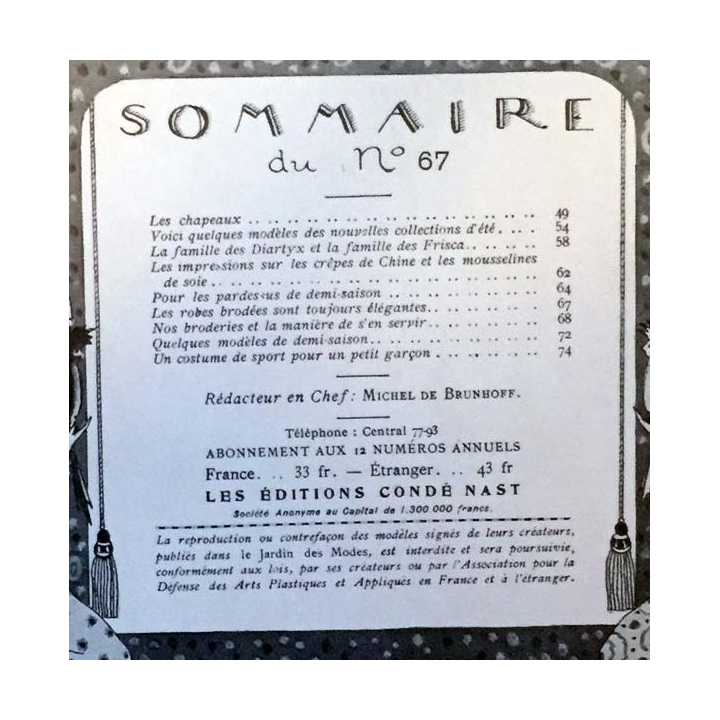 SOMMAIRE
du No 67
Les chapeaux .. .. .. .. .. .. .. .. .. .. .. .. .. .. .. 49
Voici quelques modèles des nouvelles collections d'été. . . . 54
La famille des Diartyx et la famille des Frisca.. .. .. .. 58
Les impressions sur les crêpes de Chine et les mousselines
de soie .. .. .. .. .. .. .. .. .. .. .. .. .. .. .. .. 62
Pour les pardessus de demi-saison .. .. .. .. .. .. .. .. 64
Les robes brodées sont toujours élégantes.. .. .. .. .. .. 67
Nos broderies et la manière de s'en servir.. .. .. .. .. .. 68
Quelques modèles de demi-saison.. .. .. .. .. .. .. .. .. 72
Un costume de sport pour un petit garçon . .. .. .. .. .. 74
Rédacteur en Chef: MICHEL DE BRUNHOFF.
Téléphone : Central 77-93
ABONNEMENT AUX 12 NUMÉROS ANNUELS
France. .. 33 fr. — Étranger. .. 43 fr
LES ÉDITIONS CONDÉ NAST
Société Anonyme au Capital de 1.300 000 francs.
La reproduction ou contrefaçon des modèles signés de leurs créateurs,
publiés dans le Jardin des Modes, est interdite et sera poursuivie,
conformément aux lois, par ses créateurs ou par l'Association pour la
Défense des Arts Plastiques et Appliqués en France et à l'étranger.